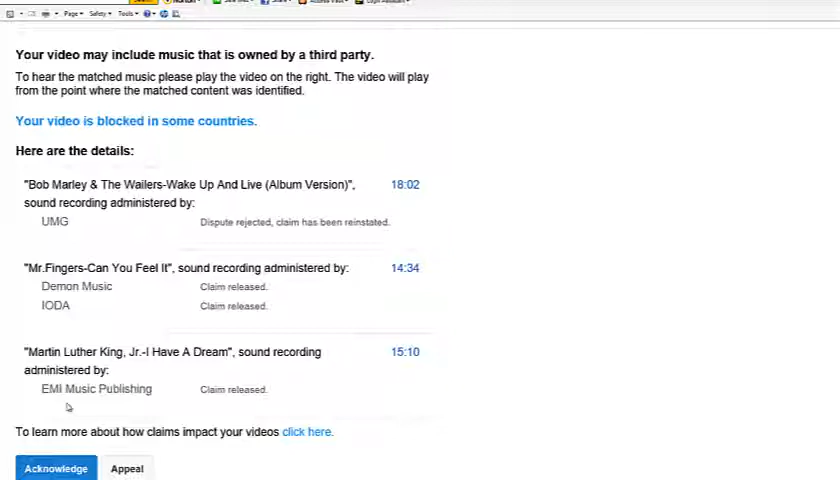 Page
Safety
Tools
Your video may include music that is owned by a third party.
To hear the matched music please play the video on the right. The video will play
from the point where the matched content was identified.
Your video is blocked in some countries.
Here are the details:
"Bob Marley & The Wailers-Wake Up And Live (Album Version)", 18:02
sound recording administered by:
UMG Dispute rejected, claim has been reinstated.
"Mr.Fingers-Can You Feel It", sound recording administered by: 14:34
Demon Music Claim released.
IODA Claim released.
"Martin Luther King, Jr.-I Have A Dream", sound recording 15:10
administered by:
EMI Music Publishing Claim released.
To learn more about how claims impact your videos click here.
Acknowledge Appeal